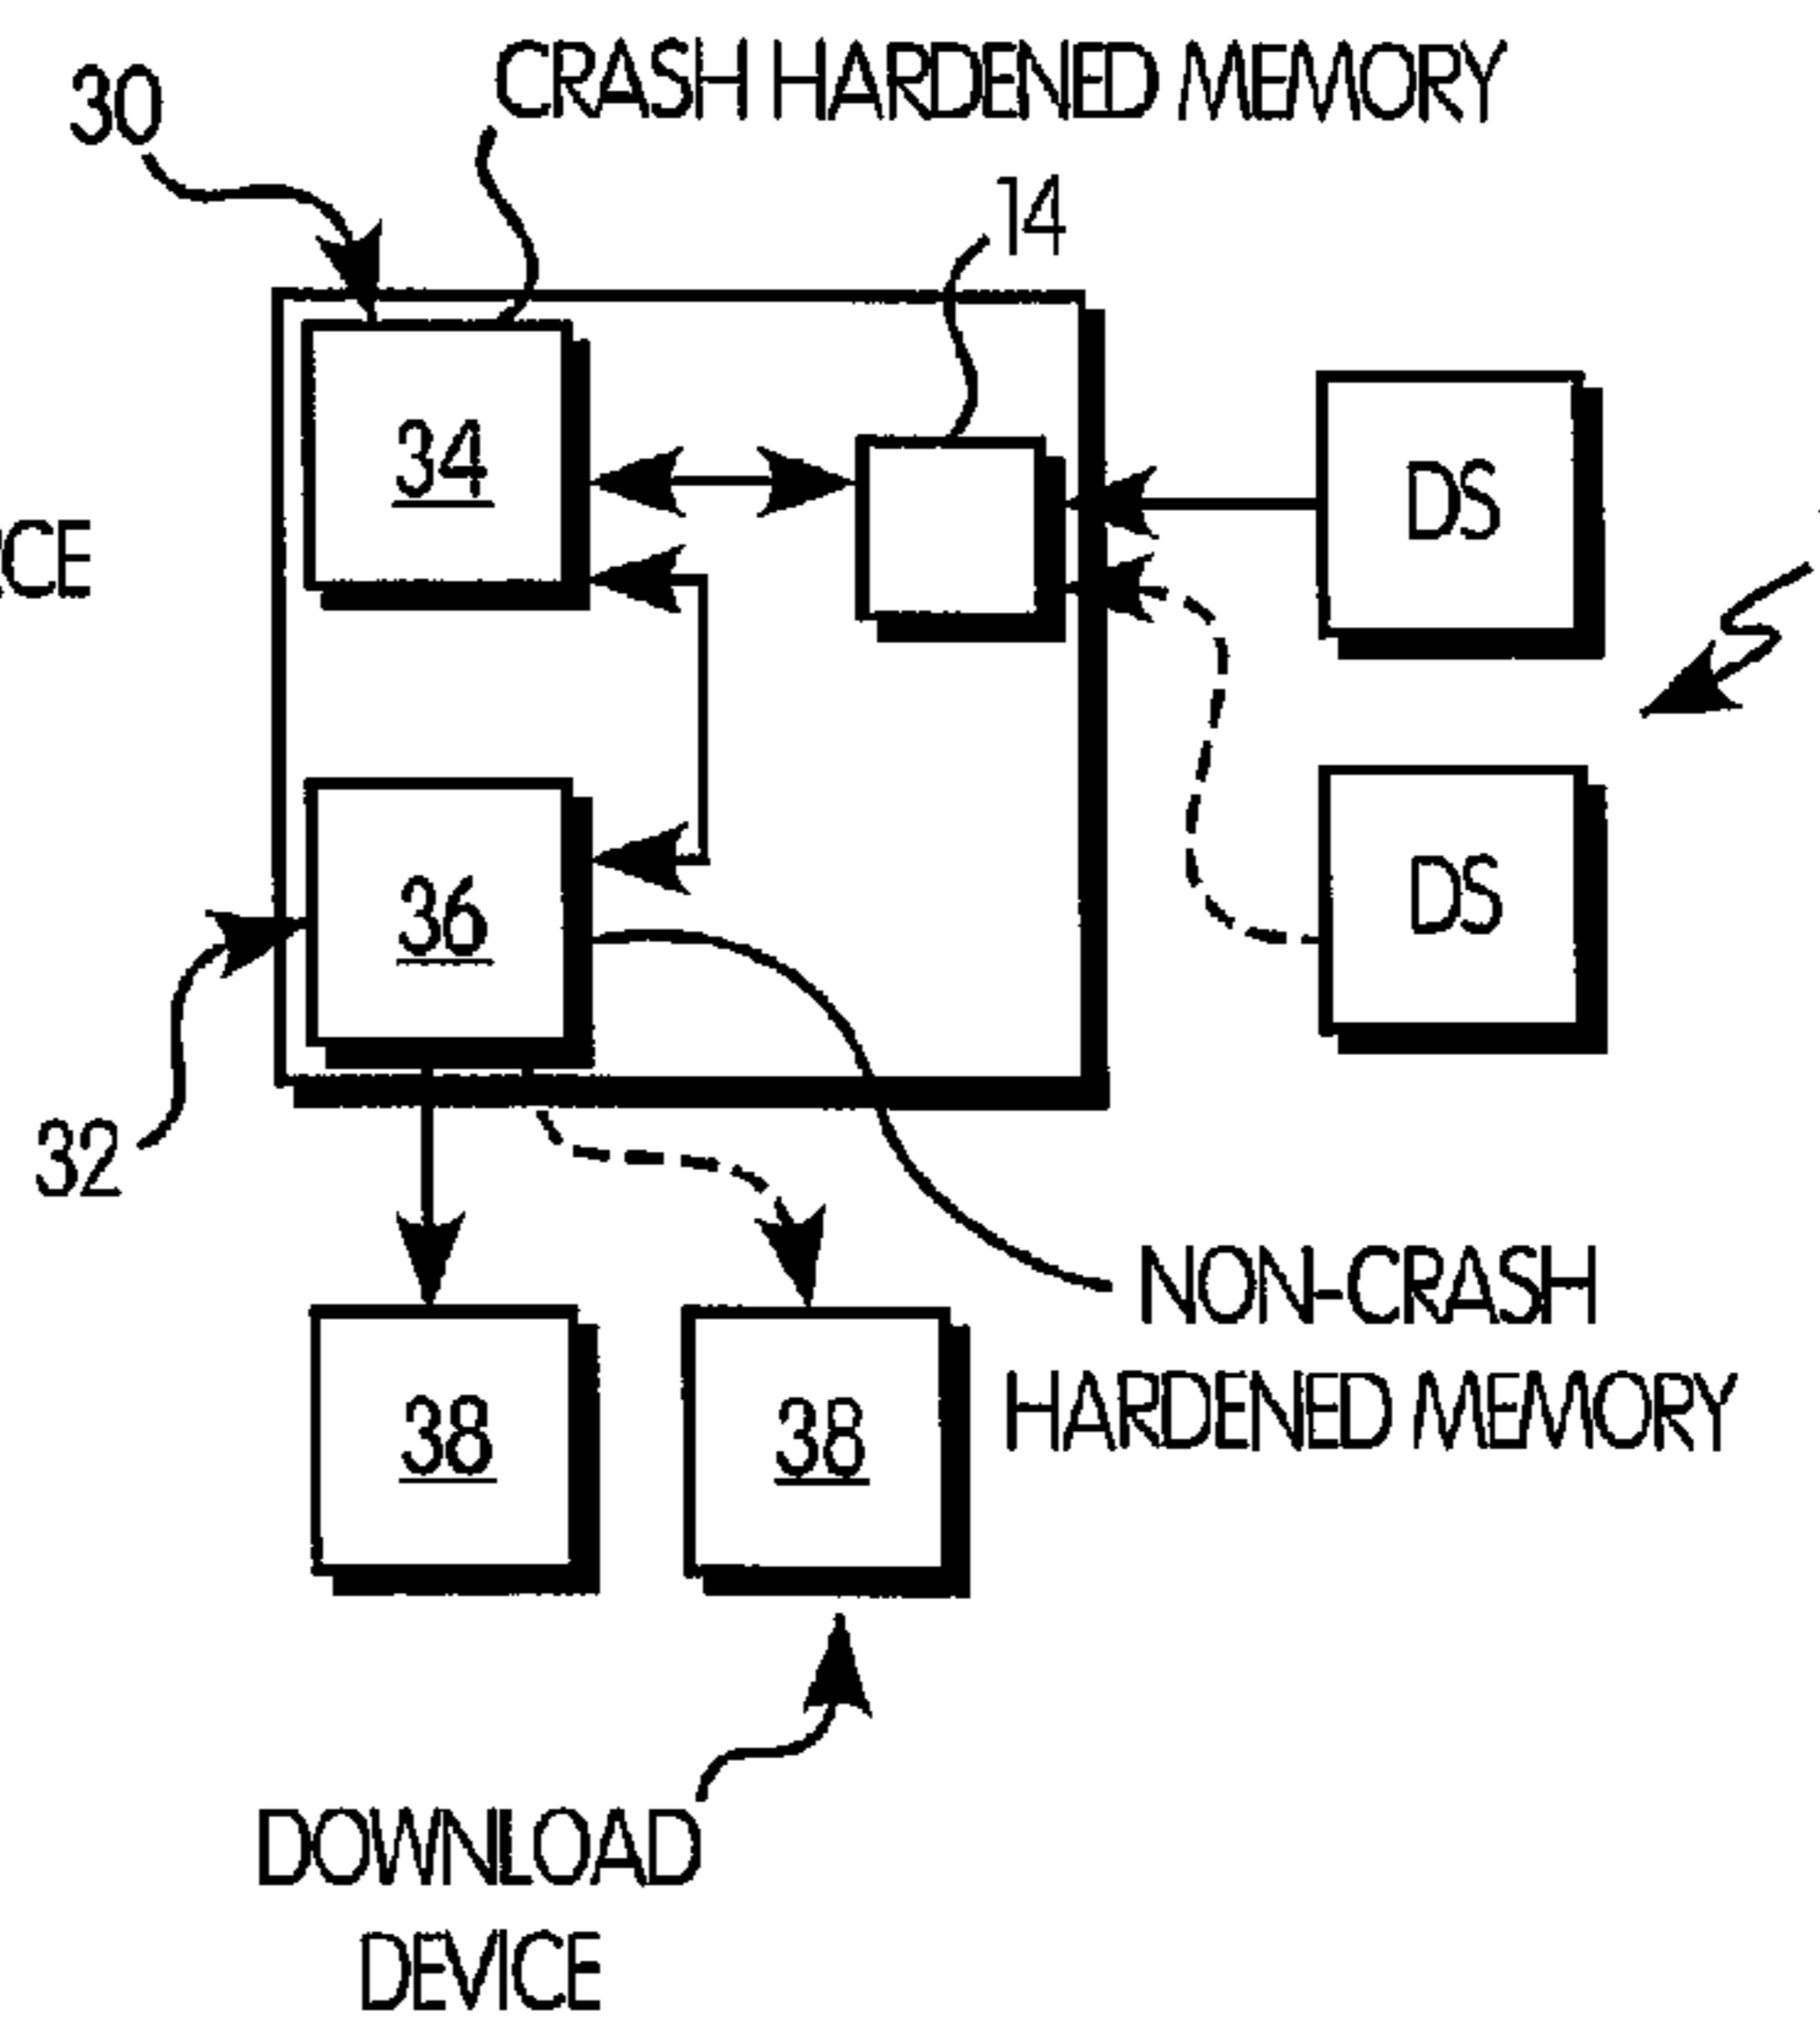 CRASH HARDENED MEMORY
30
14
34
DS
CE
36
DS
32
NON-CRASH
HARDENED MEMORY
38
38
DOWNLOAD
DEVICE